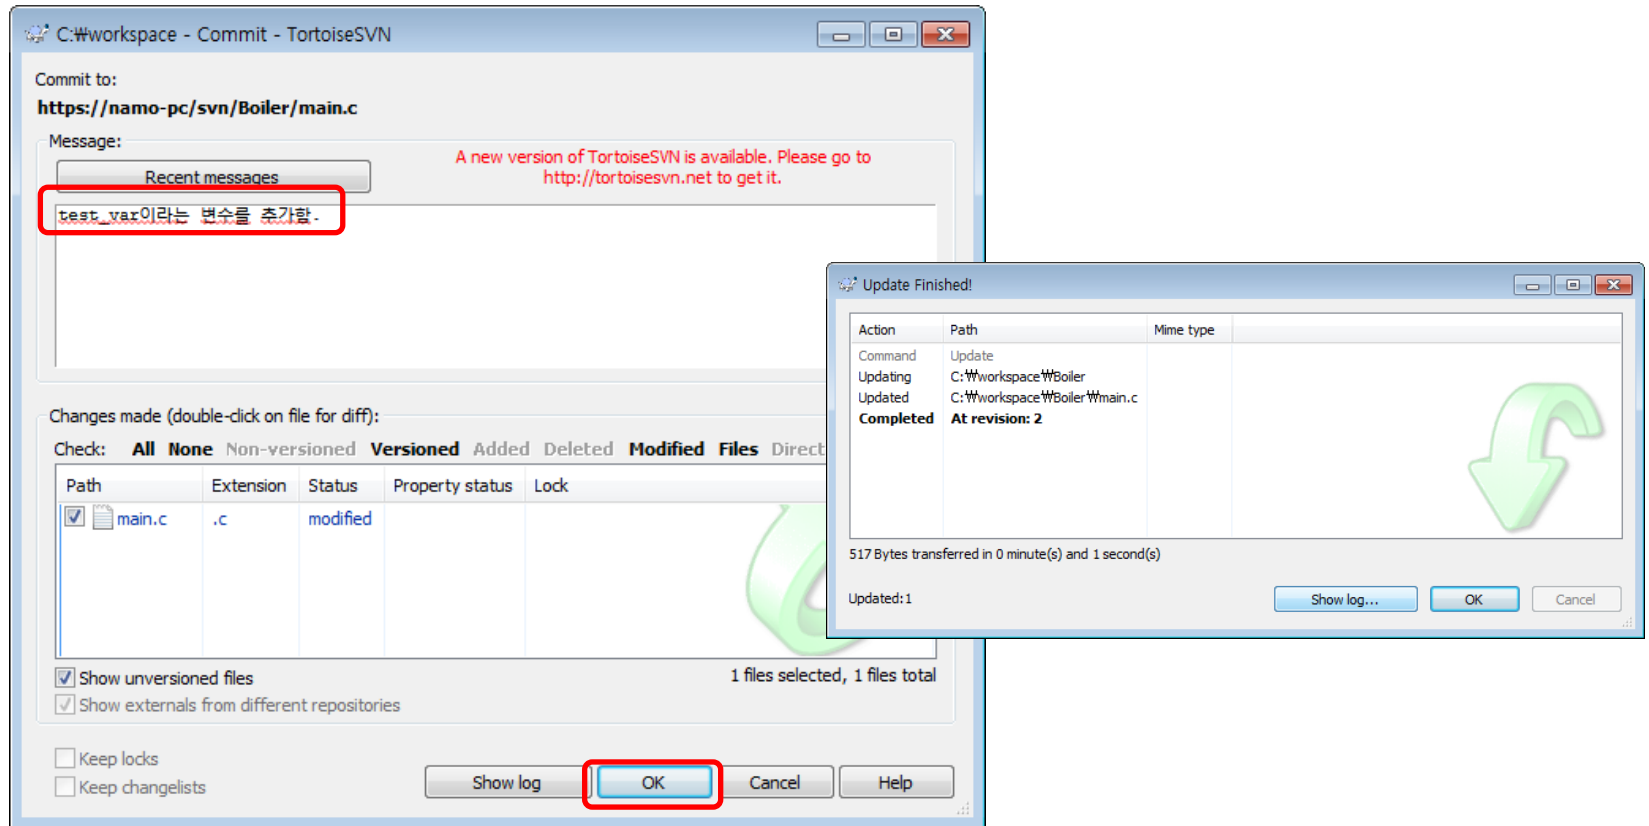 C:₩workspace - Commit - TortoiseSVN
Commit to:
https://namo-pc/svn/Boiler/main.c
Message:
Recent messages
A new version of TortoiseSVN is available. Please go to
http://tortoisesvn.net to get it.
test_var이라는 변수를 추가함.
Changes made (double-click on file for diff):
Check: All None Non-versioned Versioned Added Deleted Modified Files Direct
Path Extension Status Property status Lock
main.c .c modified
Show unversioned files
1 files selected, 1 files total
Show externals from different repositories
Keep locks
Keep changelists
Show log OK Cancel Help
Update Finished!
Action Path Mime type
Command Update
Updating C:₩workspace₩Boiler
Updated C:₩workspace₩Boiler₩main.c
Completed At revision: 2
517 Bytes transferred in 0 minute(s) and 1 second(s)
Updated:1
Show log... OK Cancel